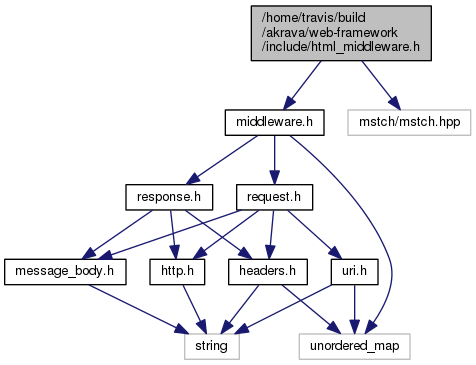 /home/travis/build
/akrava/web-framework
/include/html_middleware.h
middleware.h
mstch/mstch.hpp
response.h
request.h
message_body.h
http.h
headers.h
uri.h
string
unordered_map